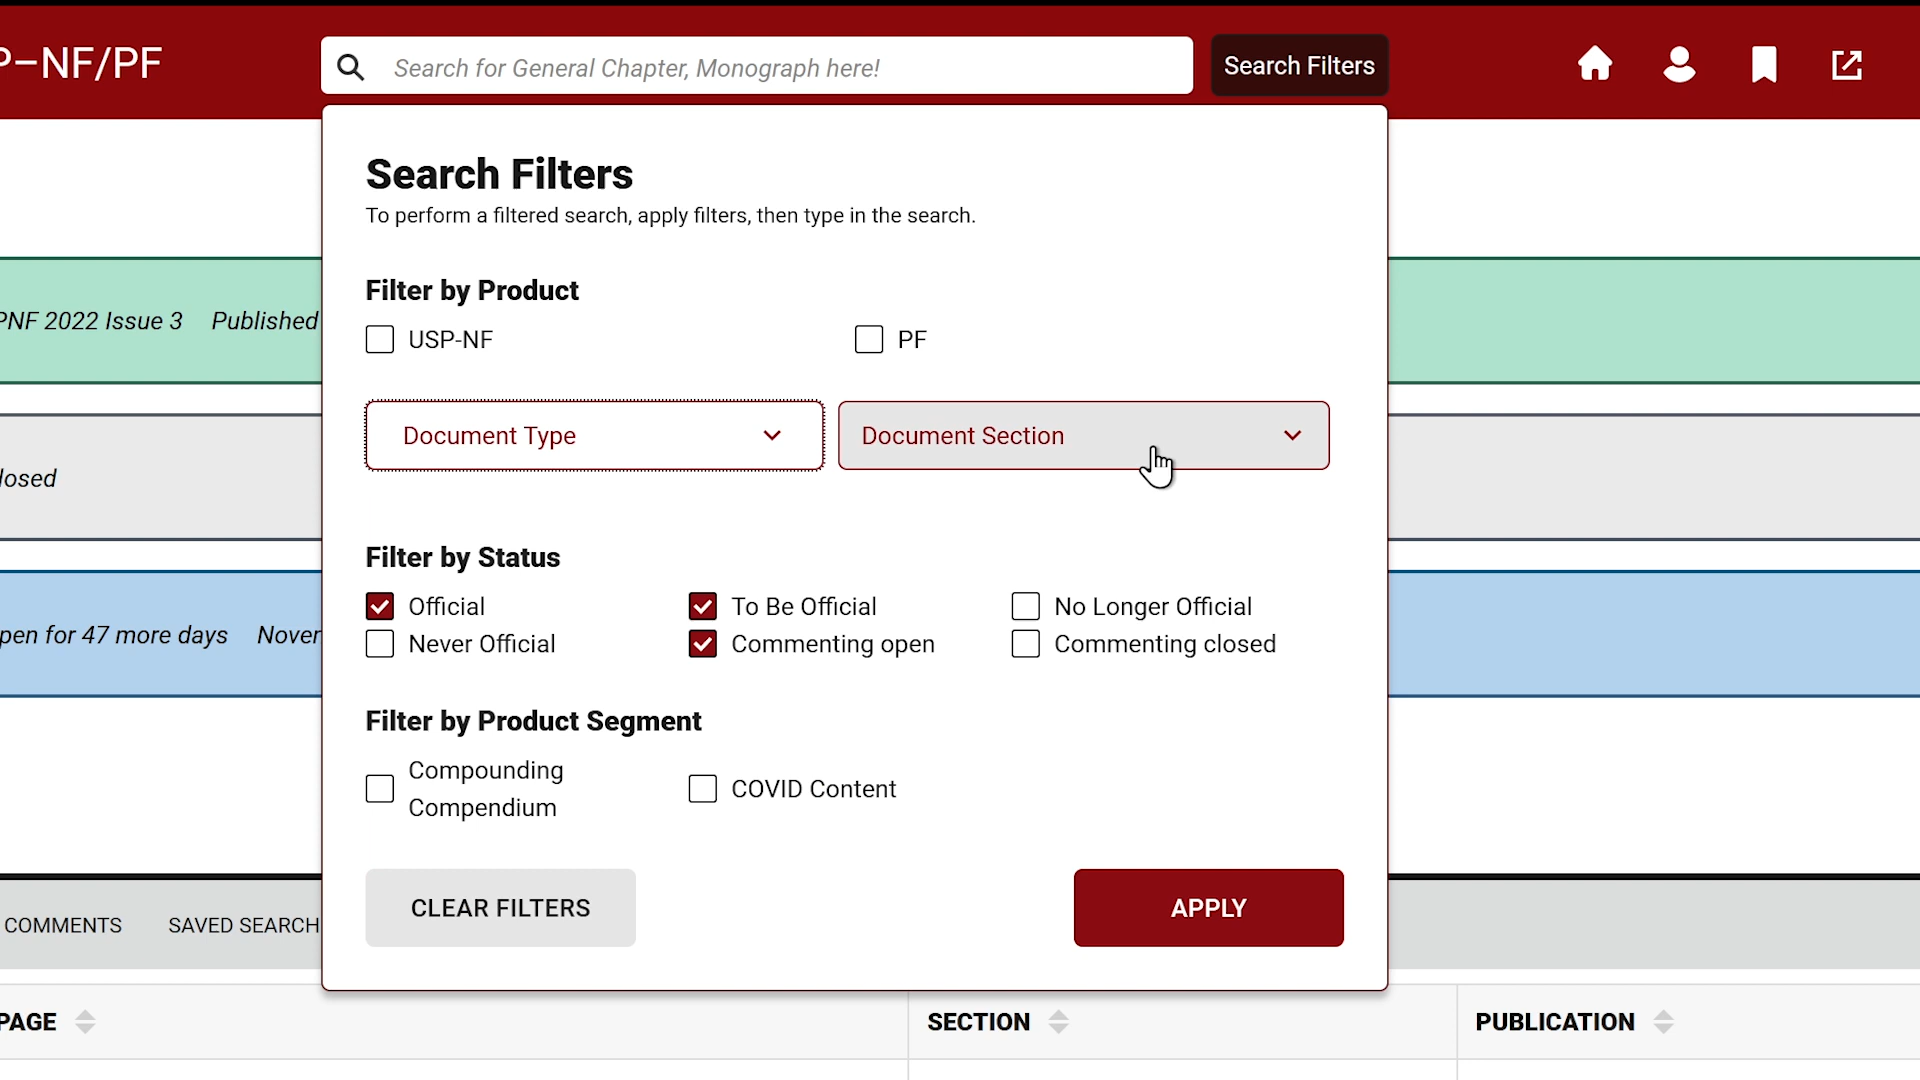 P–NF/PF
Search for General Chapter, Monograph here!
Search Filters
Search Filters
To perform a filtered search, apply filters, then type in the search.
Filter by Product
USP-NF
PF
PNF 2022 Issue 3 Published
Document Type
Document Section
losed
Filter by Status
Official
To Be Official
No Longer Official
Never Official
Commenting open
Commenting closed
pen for 47 more days Nover
Filter by Product Segment
Compounding
Compendium
COVID Content
CLEAR FILTERS
APPLY
COMMENTS
SAVED SEARCH
PAGE
SECTION
PUBLICATION